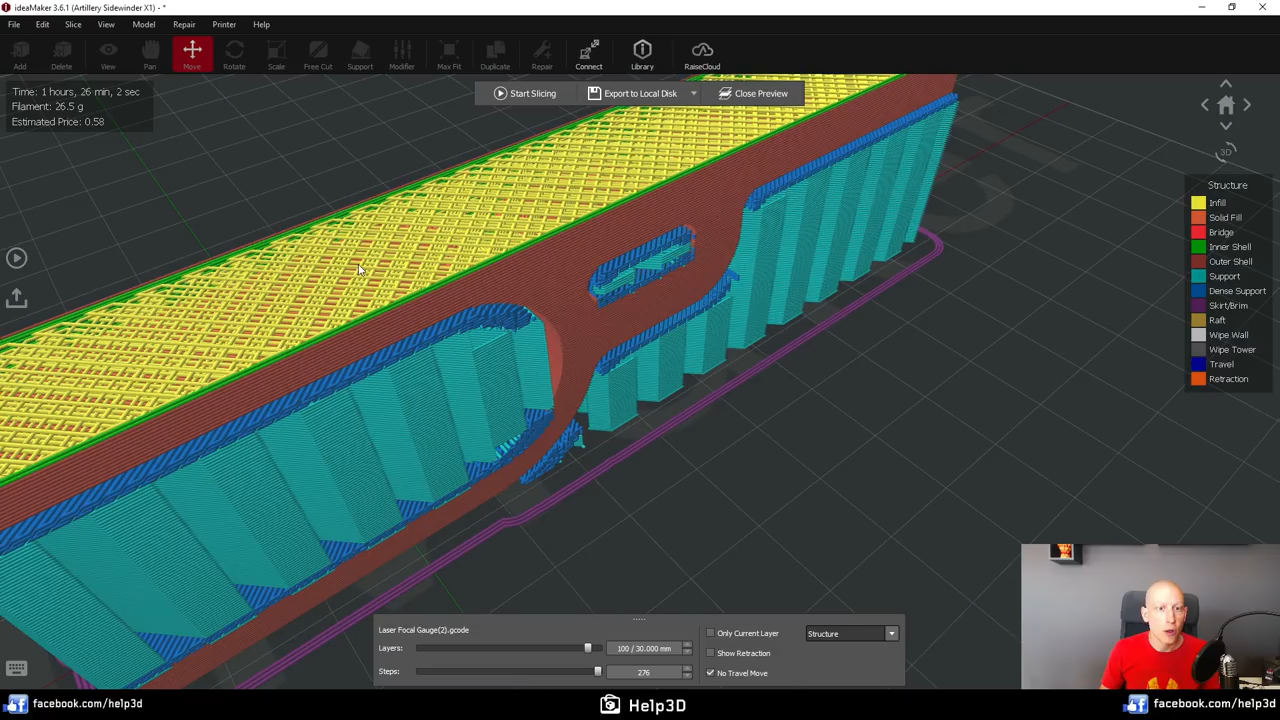 ideaMaker 3.6.1 (Artillery Sidewinder X1) - *
File Edit Slice View Model Repair Printer Help
Add Delete View Pan Move Rotate Scale Free Cut Support Modifier Max Fit Duplicate Repair Connect Library RaiseCloud
Time: 1 hours, 26 min, 2 sec
Filament: 26.5 g
Estimated Price: 0.58
Start Slicing Export to Local Disk Close Preview
3D
Structure
Infill
Solid Fill
Bridge
Inner Shell
Outer Shell
Support
Dense Support
Skirt/Brim
Raft
Wipe Wall
Wipe Tower
Travel
Retraction
Laser Focal Gauge(2).gcode
Layers: 100 / 30.000 mm
Steps: 276
Only Current Layer Structure
Show Retraction
No Travel Move
facebook.com/help3d
Help3D
facebook.com/help3d